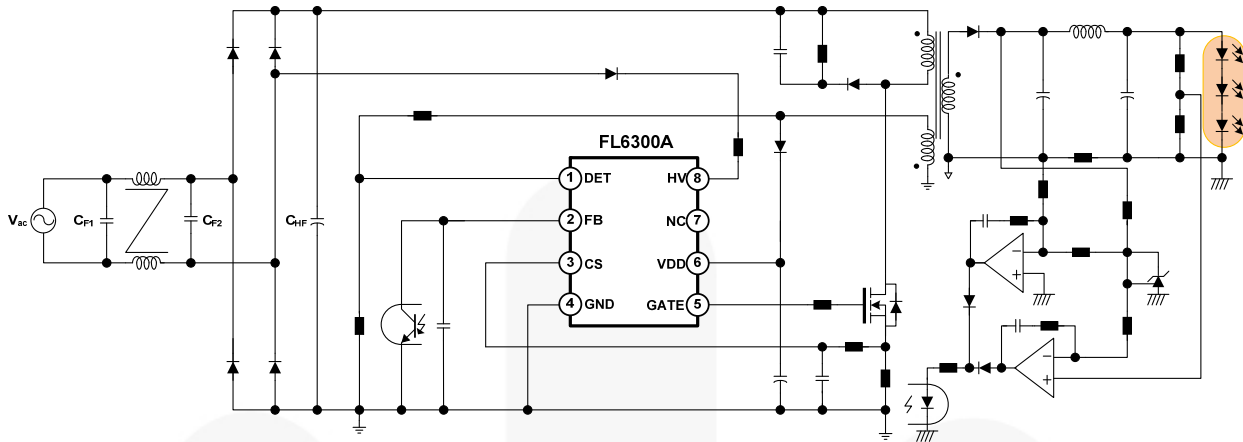 FL6300A
1 DET HV 8
Vac CF1 CF2 CHF 2 FB NC 7
3 CS VDD 6
4 GND GATE 5
− +
− +